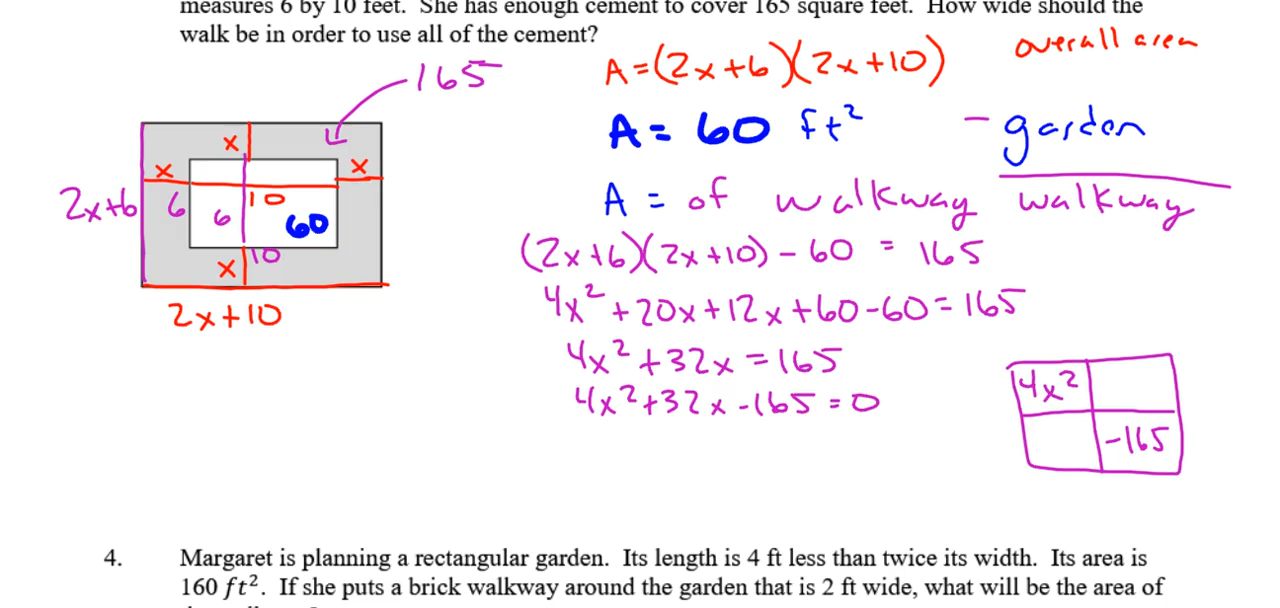 measures 6 by 10 feet. She has enough cement to cover 165 square feet. How wide should the
walk be in order to use all of the cement?
165
x
x
x
2x+6
6
6
10
60
x
10
2x+10
A=(2x+6)(2x+10)
overall area
A= 60 ft²
- garden
A = of walkway
walkway
(2x+6)(2x+10)-60 = 165
4x²+20x+12x+60-60=165
4x²+32x=165
4x²+32x-165=0
4x²
-165
4. Margaret is planning a rectangular garden. Its length is 4 ft less than twice its width. Its area is
160 ft². If she puts a brick walkway around the garden that is 2 ft wide, what will be the area of